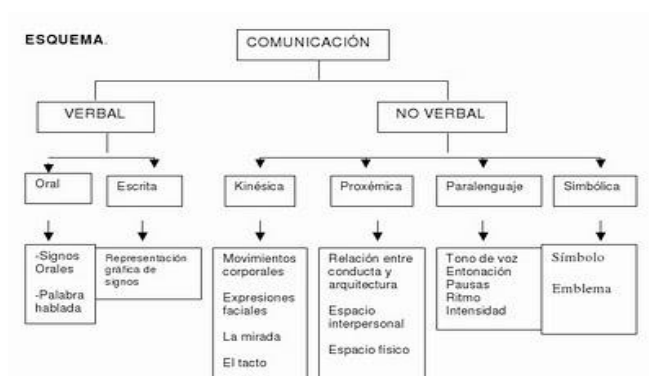 ESQUEMA.
COMUNICACIÓN
VERBAL
NO VERBAL
Oral
Escrita
Kinésica
Proxémica
Paralenguaje
Simbólica
-Signos
Orales
-Palabra
hablada
Representación
gráfica de
signos
Movimientos
corporales
Expresiones
faciales
La mirada
El tacto
Relación entre
conducta y
arquitectura
Espacio
interpersonal
Espacio físico
Tono de voz
Entonación
Pausas
Ritmo
Intensidad
Símbolo
Emblema